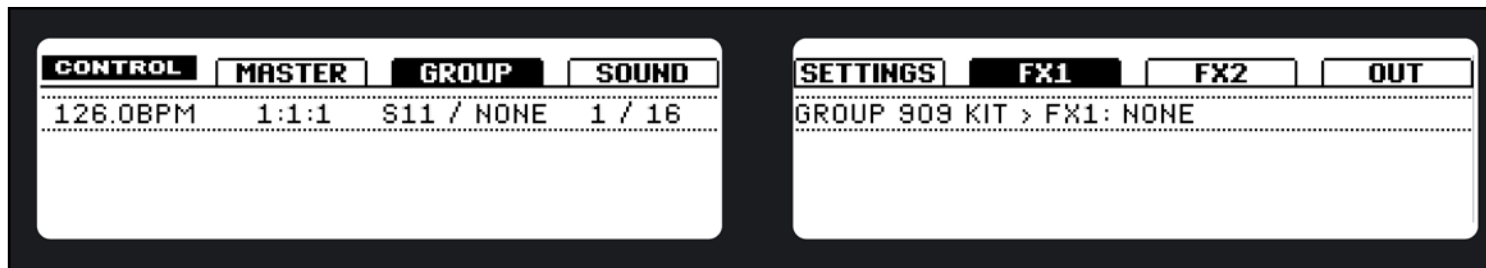 CONTROL MASTER GROUP SOUND
126.0BPM 1:1:1 S11 / NONE 1 / 16
SETTINGS FX1 FX2 OUT
GROUP 909 KIT > FX1: NONE